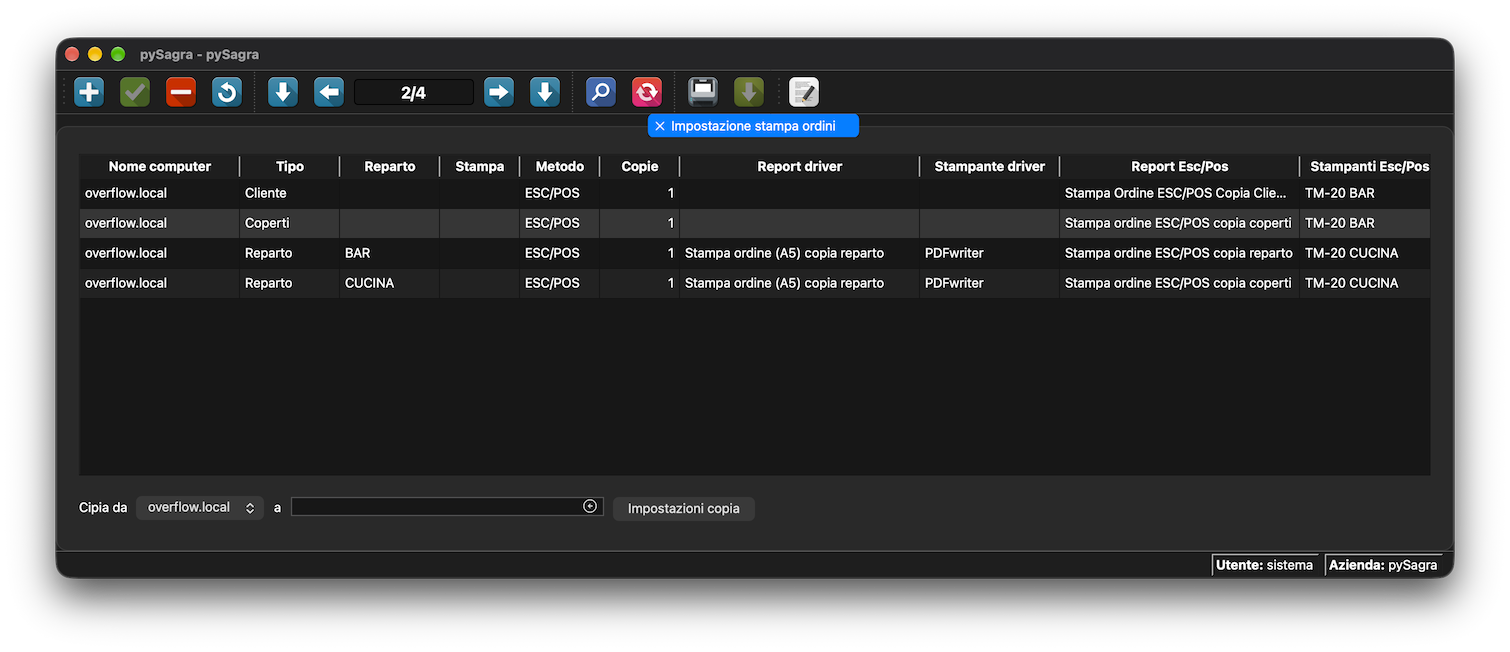 pySagra - pySagra
2/4
Impostazione stampa ordini
Nome computer Tipo Reparto Stampa Metodo Copie Report driver Stampante driver Report Esc/Pos Stampanti Esc/Pos
overflow.local Cliente ESC/POS 1 Stampa Ordine ESC/POS Copia Clie... TM-20 BAR
overflow.local Coperti ESC/POS 1 Stampa ordine ESC/POS copia coperti TM-20 BAR
overflow.local Reparto BAR ESC/POS 1 Stampa ordine (A5) copia reparto PDFwriter Stampa ordine ESC/POS copia reparto TM-20 CUCINA
overflow.local Reparto CUCINA ESC/POS 1 Stampa ordine (A5) copia reparto PDFwriter Stampa ordine ESC/POS copia coperti TM-20 CUCINA
Cipia da overflow.local a Impostazioni copia
Utente: sistema Azienda: pySagra